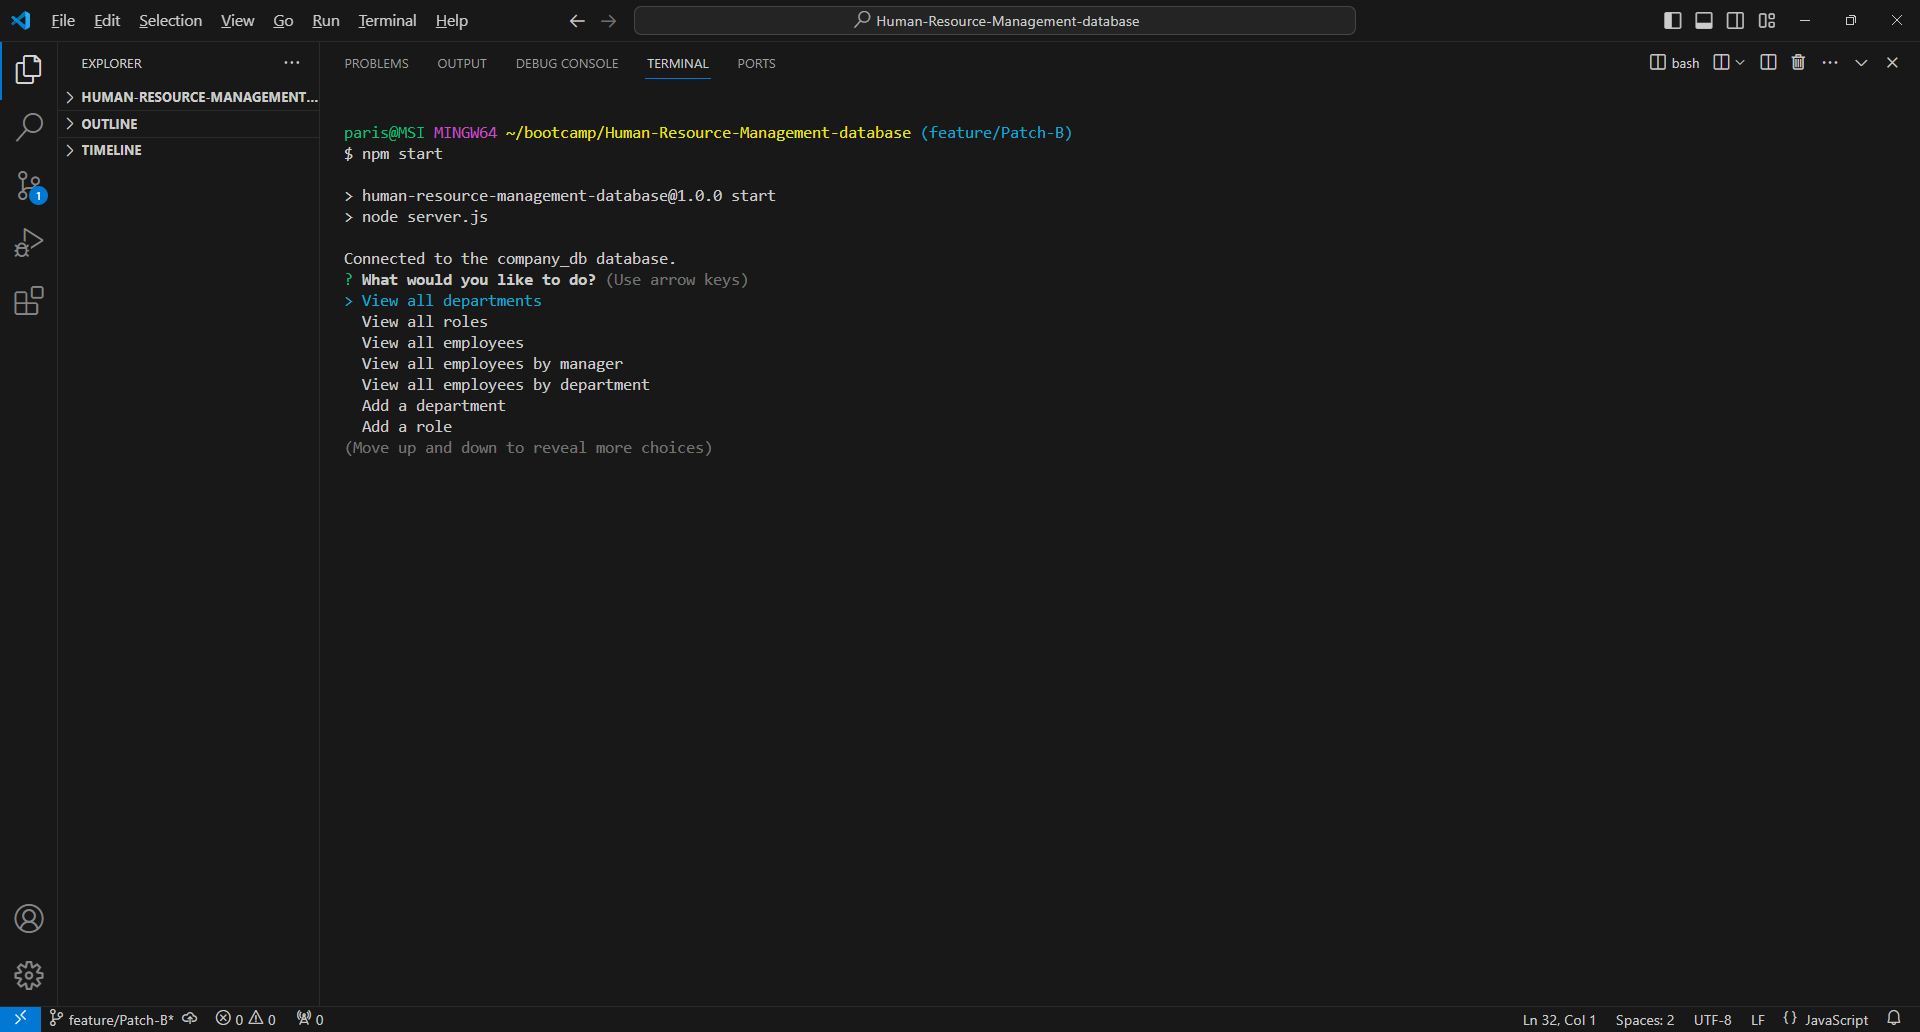 File Edit Selection View Go Run Terminal Help
Human-Resource-Management-database
EXPLORER
HUMAN-RESOURCE-MANAGEMENT...
OUTLINE
TIMELINE
1
PROBLEMS OUTPUT DEBUG CONSOLE TERMINAL PORTS
bash
paris@MSI MINGW64 ~/bootcamp/Human-Resource-Management-database (feature/Patch-B)
$ npm start
> human-resource-management-database@1.0.0 start
> node server.js
Connected to the company_db database.
? What would you like to do? (Use arrow keys)
> View all departments
View all roles
View all employees
View all employees by manager
View all employees by department
Add a department
Add a role
(Move up and down to reveal more choices)
feature/Patch-B* 0 0 0
Ln 32, Col 1 Spaces: 2 UTF-8 LF {} JavaScript